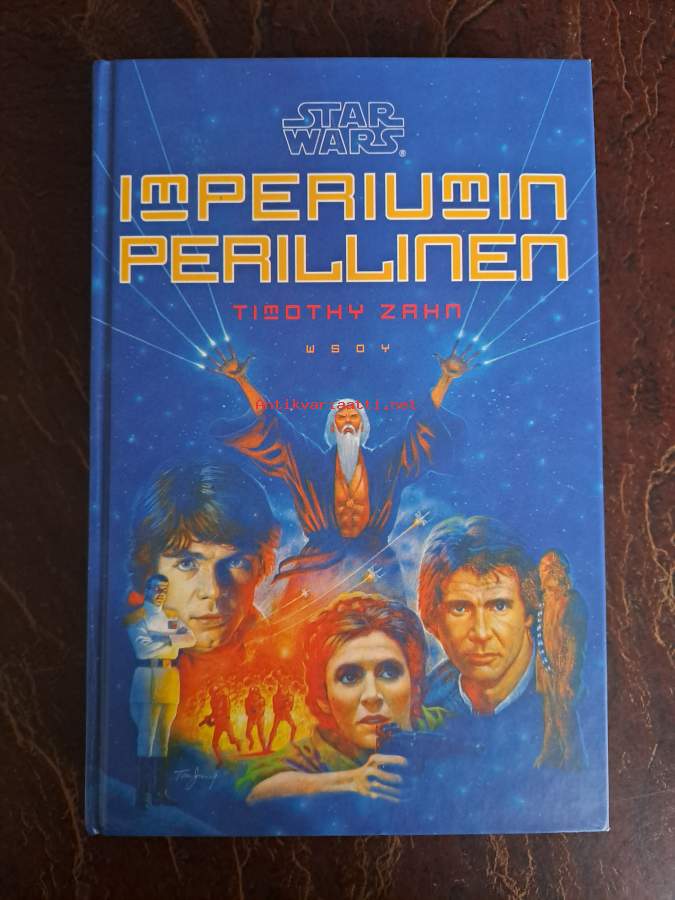 STAR
WARS®
IMPERIUMIN
PERILLINEN
TIMOTHY ZAHN
WSOY
Antikvariaatti.net